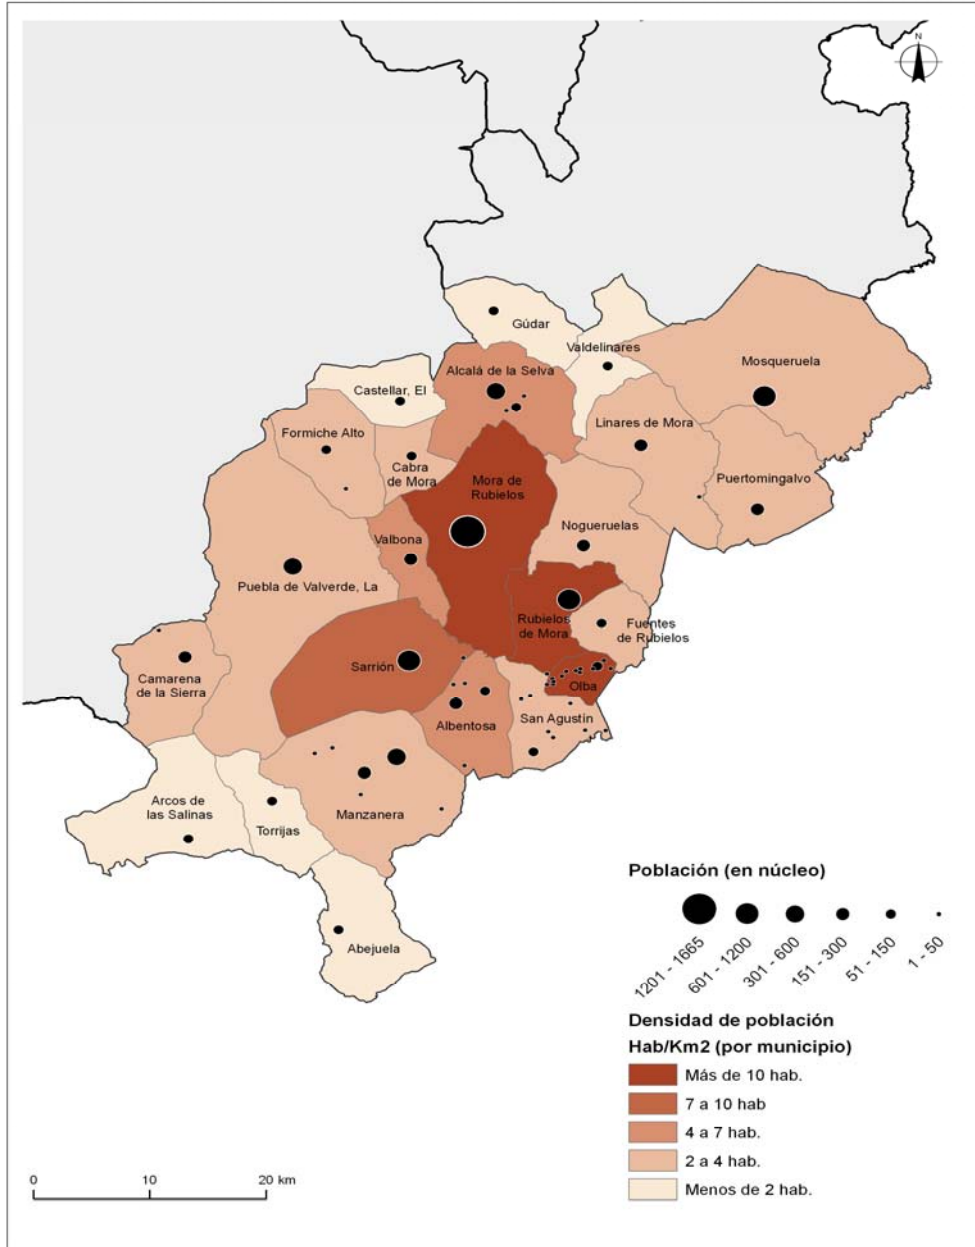 N
Gúdar
Valdelinares
Mosqueruela
Alcalá de la Selva
Castellar, El
Linares de Mora
Formiche Alto
Cabra
de Mora
Mora de
Rubielos
Puertomingalvo
Nogueruelas
Valbona
Puebla de Valverde, La
Rubielos
de Mora
Fuentes
de Rubielos
Sarrión
Camarena
de la Sierra
Olba
San Agustín
Albentosa
Arcos de
las Salinas
Torrijas
Manzanera
Abejuela
Población (en núcleo)
1201 - 1665
601 - 1200
301 - 600
151 - 300
51 - 150
1 - 50
Densidad de población
Hab/Km2 (por municipio)
Más de 10 hab.
7 a 10 hab
4 a 7 hab.
2 a 4 hab.
Menos de 2 hab.
0 10 20 km